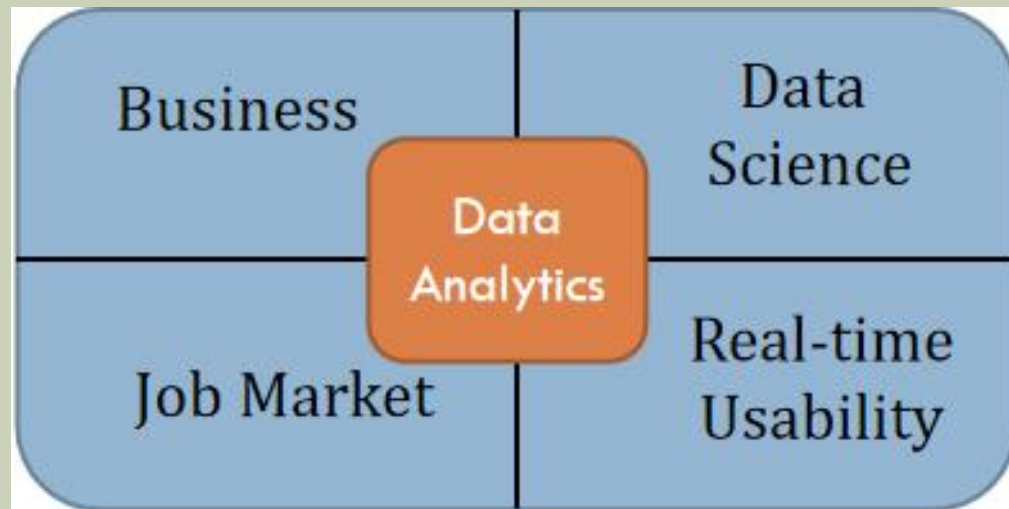 Business
Data
Science
Data
Analytics
Job Market
Real-time
Usability